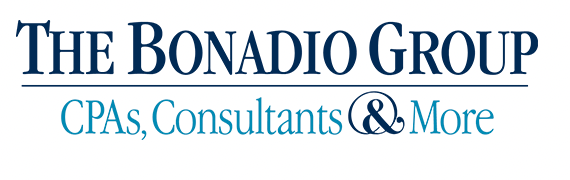 THE BONADIO GROUP
CPAs, Consultants & More